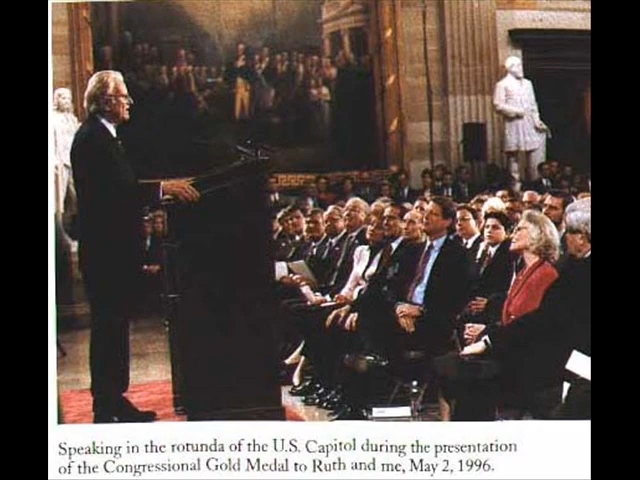 Speaking in the rotunda of the U.S. Capitol during the presentation
of the Congressional Gold Medal to Ruth and me, May 2, 1996.